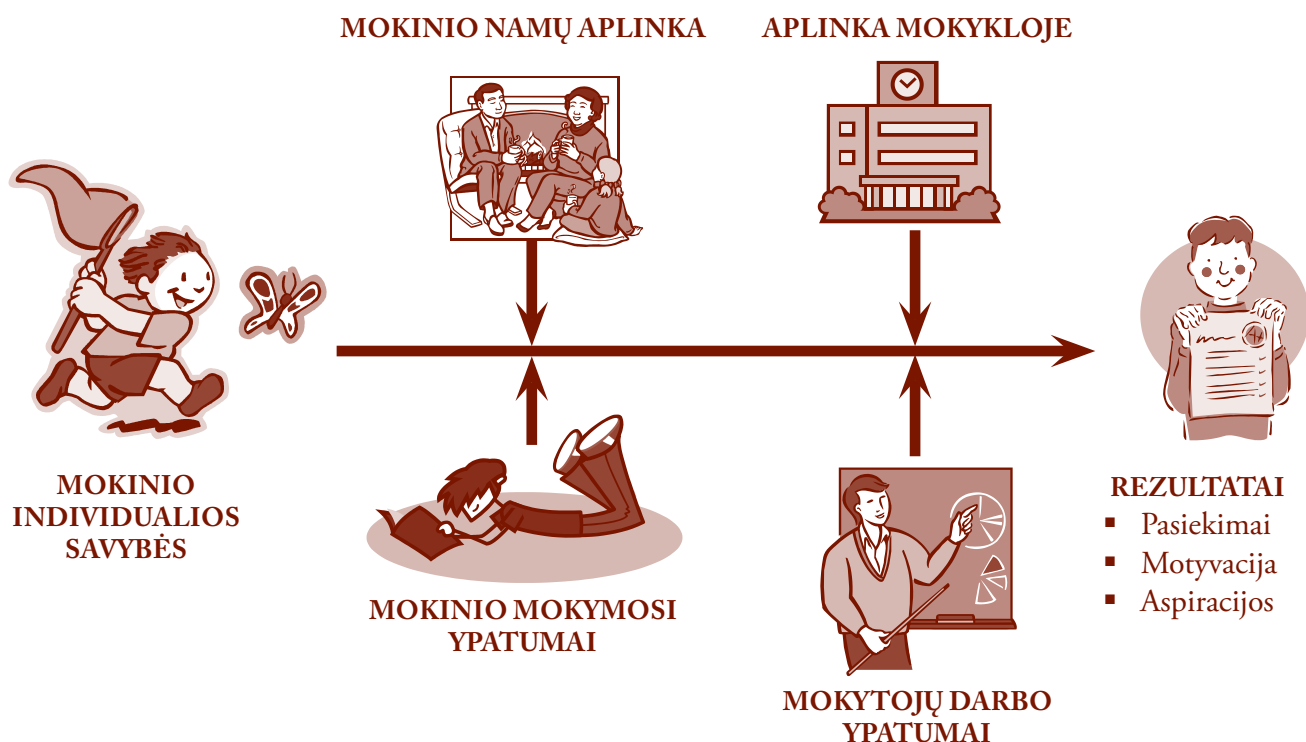 MOKINIO NAMŲ APLINKA
APLINKA MOKYKLOJE
MOKINIO
INDIVIDUALIOS
SAVYBĖS
MOKINIO MOKYMOSI
YPATUMAI
MOKYTOJŲ DARBO
YPATUMAI
REZULTATAI
▪ Pasiekimai
▪ Motyvacija
▪ Aspiracijos